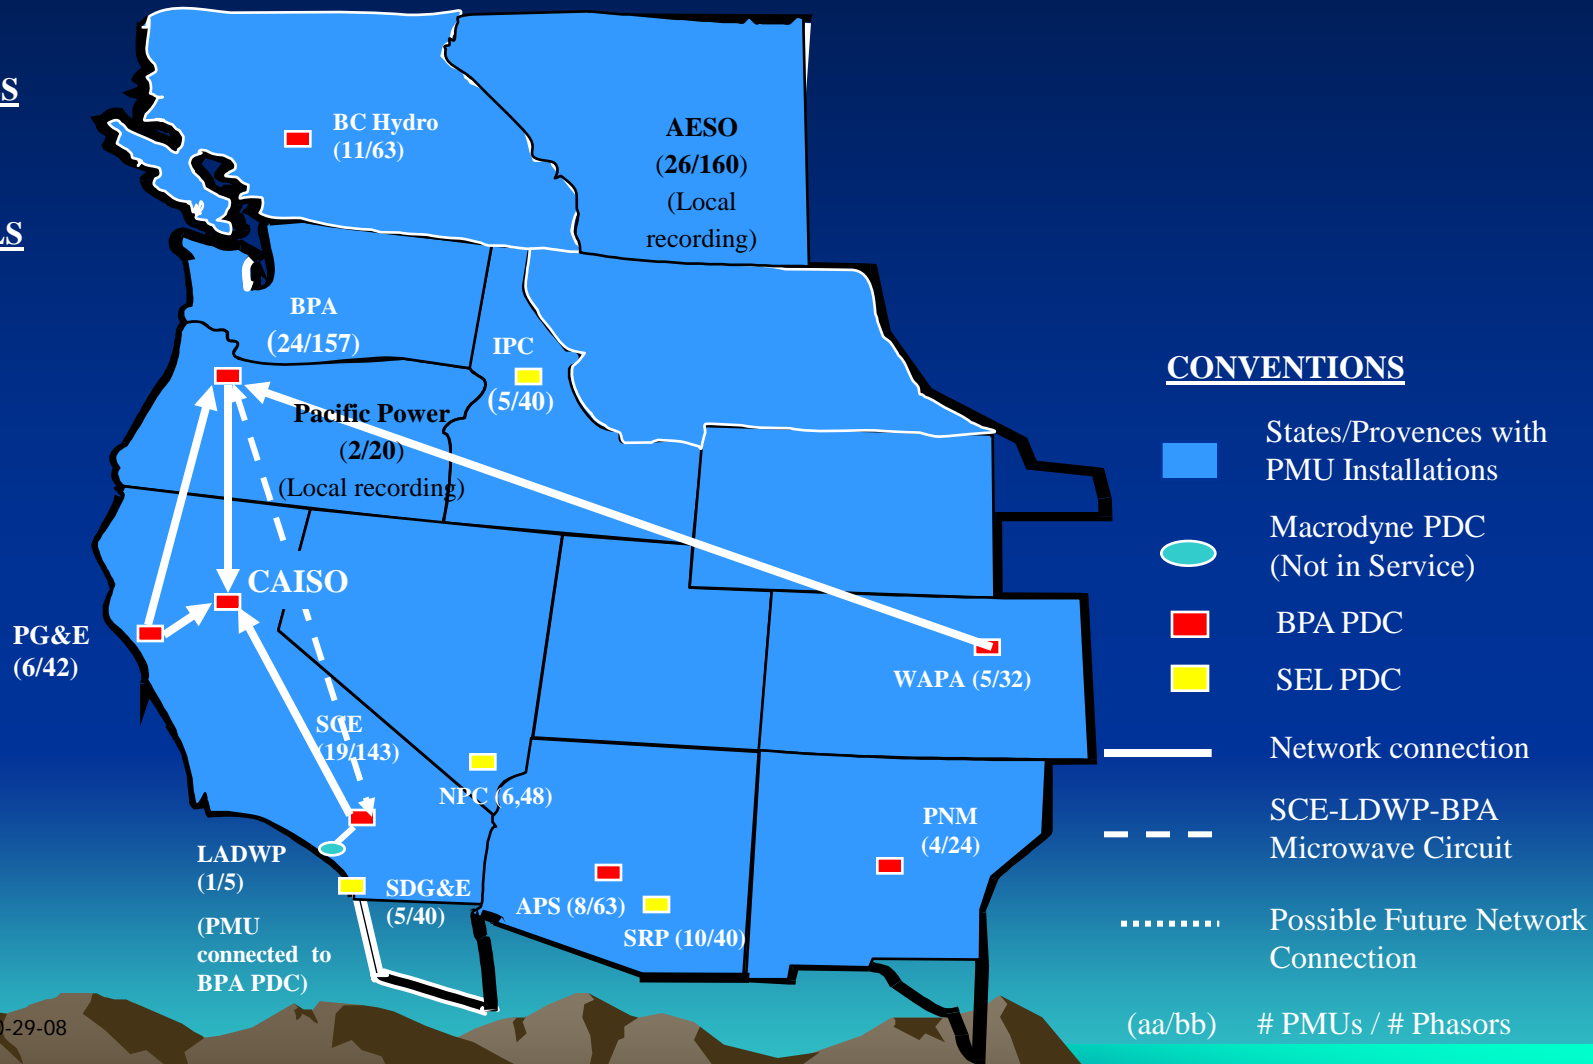 BC Hydro
(11/63)
AESO
(26/160)
(Local
recording)
BPA
(24/157)
IPC
(5/40)
Pacific Power
(2/20)
(Local recording)
CAISO
PG&E
(6/42)
WAPA (5/32)
SCE
(19/143)
NPC (6,48)
PNM
(4/24)
LADWP
(1/5)
(PMU
connected to
BPA PDC)
SDG&E
(5/40)
APS (8/63)
SRP (10/40)
CONVENTIONS
States/Provences with
PMU Installations
Macrodyne PDC
(Not in Service)
BPA PDC
SEL PDC
Network connection
SCE-LDWP-BPA
Microwave Circuit
Possible Future Network
Connection
(aa/bb) # PMUs / # Phasors
-29-08